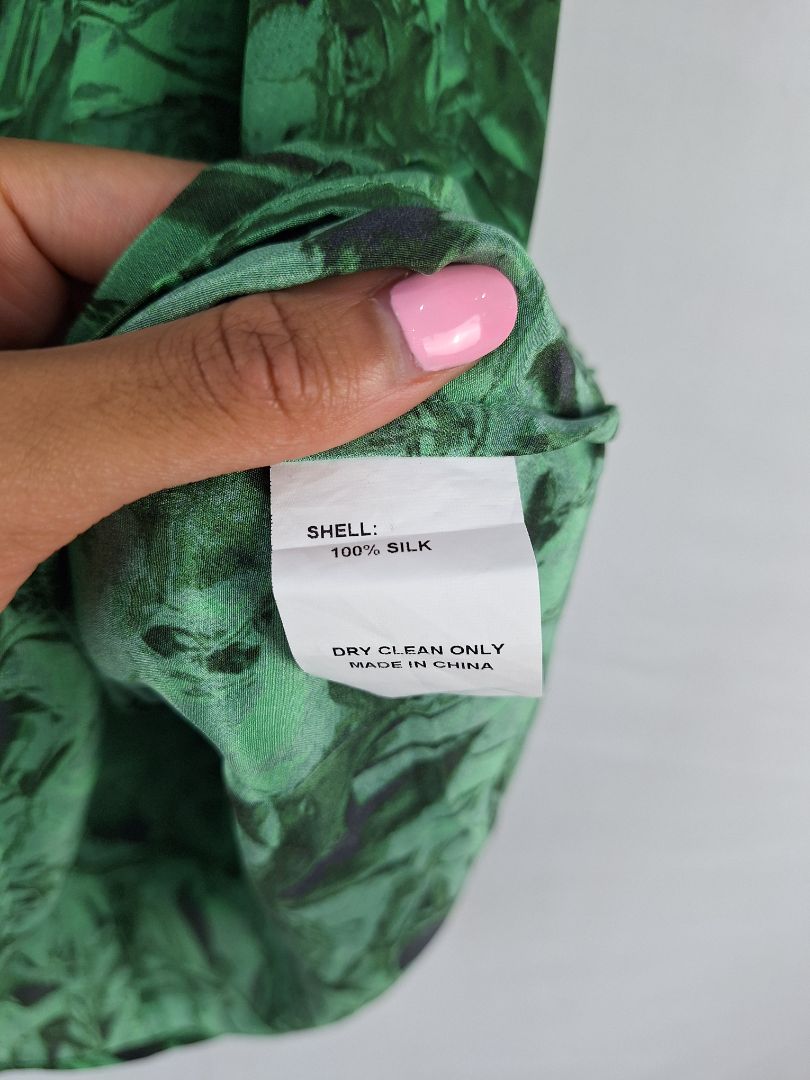 SHELL:
100% SILK
DRY CLEAN ONLY
MADE IN CHINA